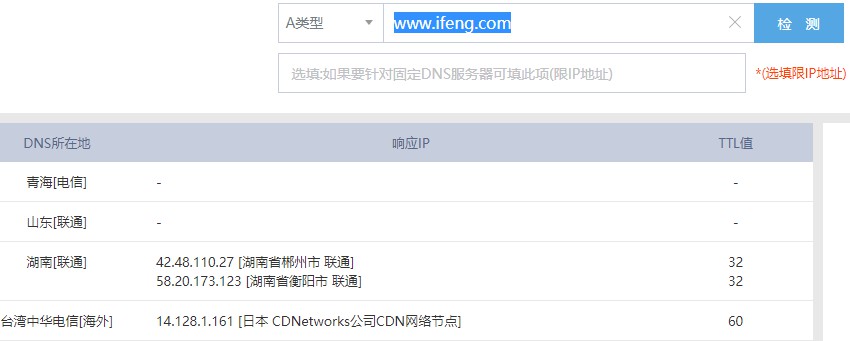 A类型 www.ifeng.com 检 测
选填:如果要针对固定DNS服务器可填此项(限IP地址) *(选填限IP地址)
DNS所在地 响应IP TTL值
青海[电信] - -
山东[联通] - -
湖南[联通] 42.48.110.27 [湖南省郴州市 联通] 32
58.20.173.123 [湖南省衡阳市 联通] 32
台湾中华电信[海外] 14.128.1.161 [日本 CDNetworks公司CDN网络节点] 60